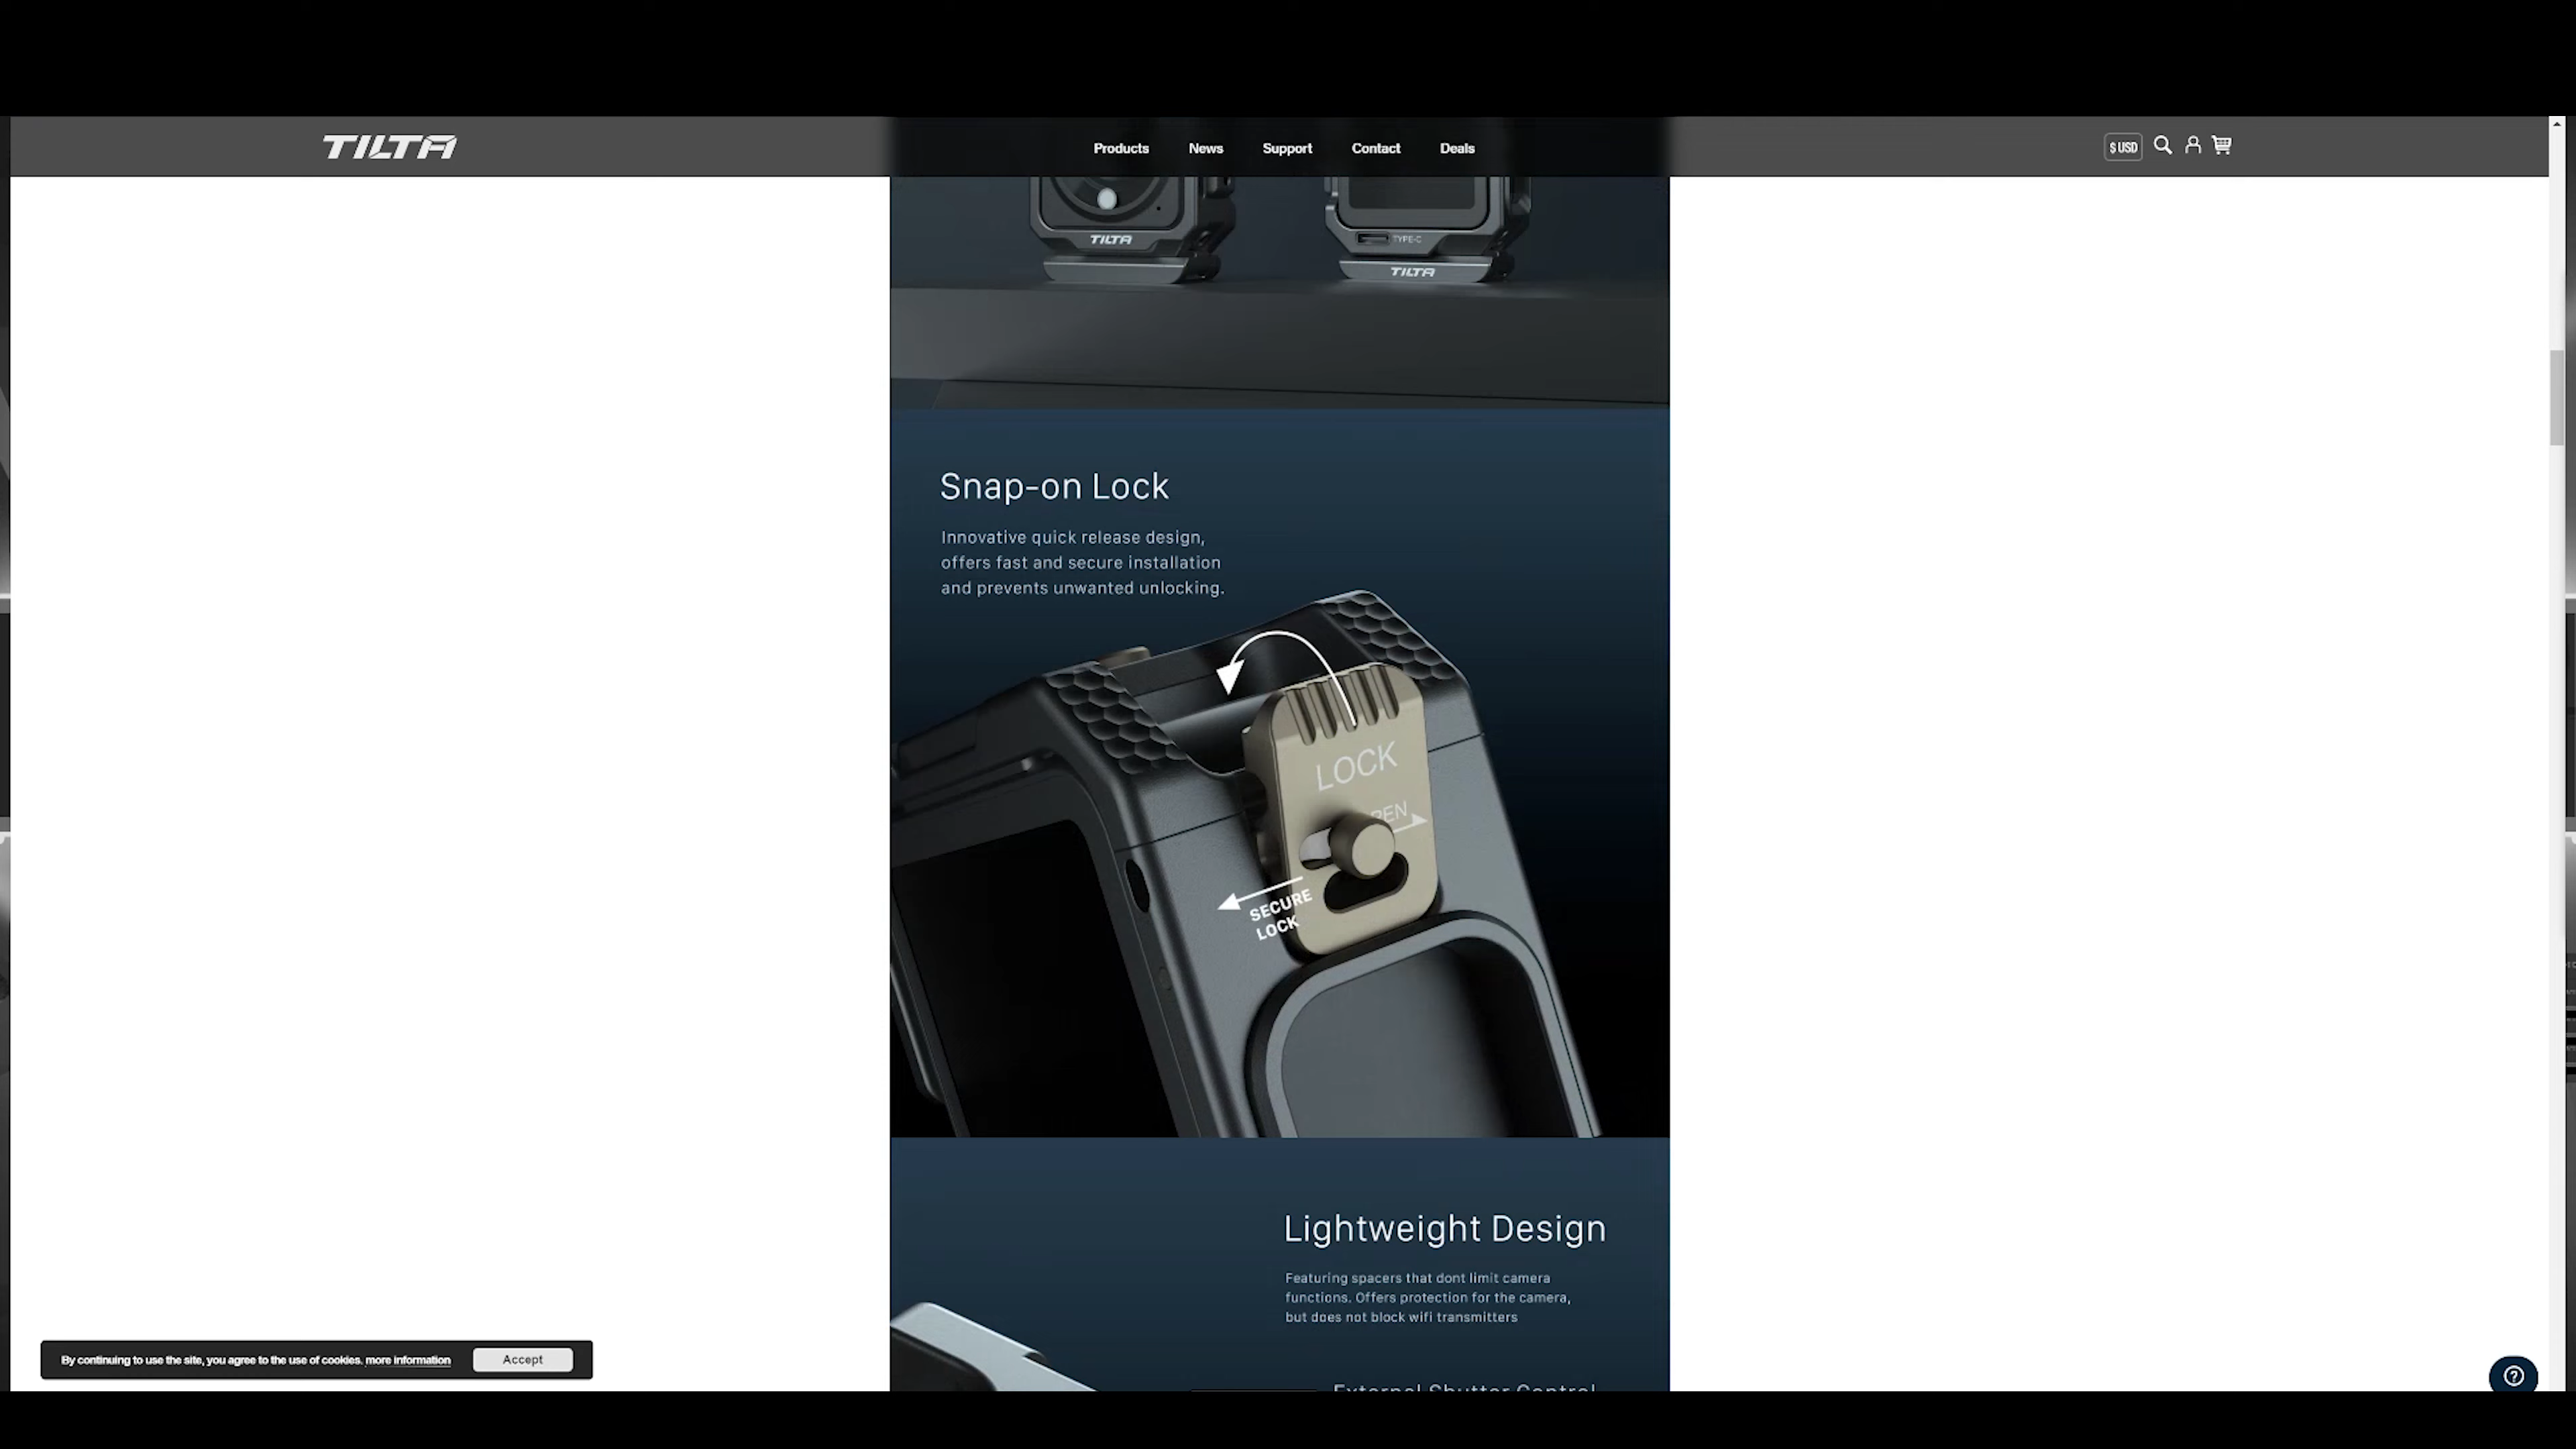 TILTA
Products News Support Contact Deals
$ USD
TILTA
TYPE-C
TILTA
Snap-on Lock
Innovative quick release design,
offers fast and secure installation
and prevents unwanted unlocking.
LOCK
SECURE
LOCK
Lightweight Design
Featuring spacers that dont limit camera
functions. Offers protection for the camera,
but does not block wifi transmitters
External Shutter Control
By continuing to use the site, you agree to the use of cookies. more information
Accept